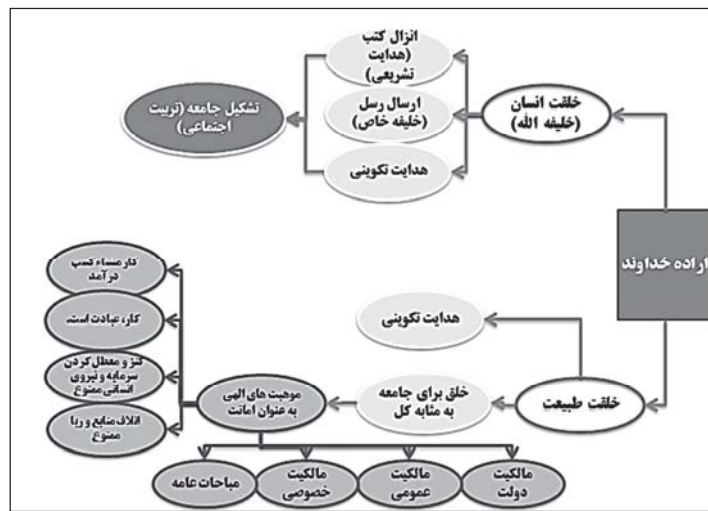 اراده خداوند
خلقت انسان
(خلیفه الله)
انزال کتب
(هدایت
تشریعی)
ارسال رسل
(خلیفه خاص)
هدایت تکوینی
تشکیل جامعه (تربیت
اجتماعی)
خلقت طبیعت
هدایت تکوینی
خلق برای جامعه
به مثابه کل
موهبت های الهی
به عنوان امانت
کار منشاء کسب
درآمد
کار، عبادت است.
کنز و معطل کردن
سرمایه و نیروی
انسانی ممنوع
اتلاف منابع و ربا
ممنوع
مالکیت
دولت
مالکیت
عمومی
مالکیت
خصوصی
مباحات عامه